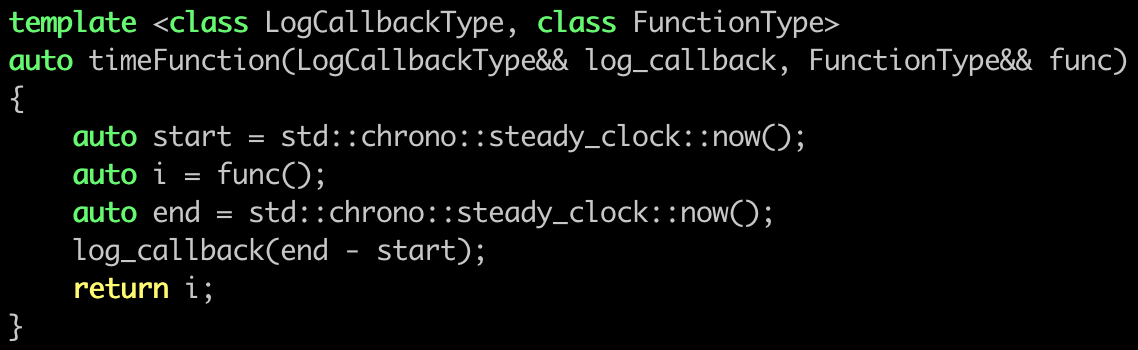 template <class LogCallbackType, class FunctionType>
auto timeFunction(LogCallbackType&& log_callback, FunctionType&& func)
{
    auto start = std::chrono::steady_clock::now();
    auto i = func();
    auto end = std::chrono::steady_clock::now();
    log_callback(end - start);
    return i;
}